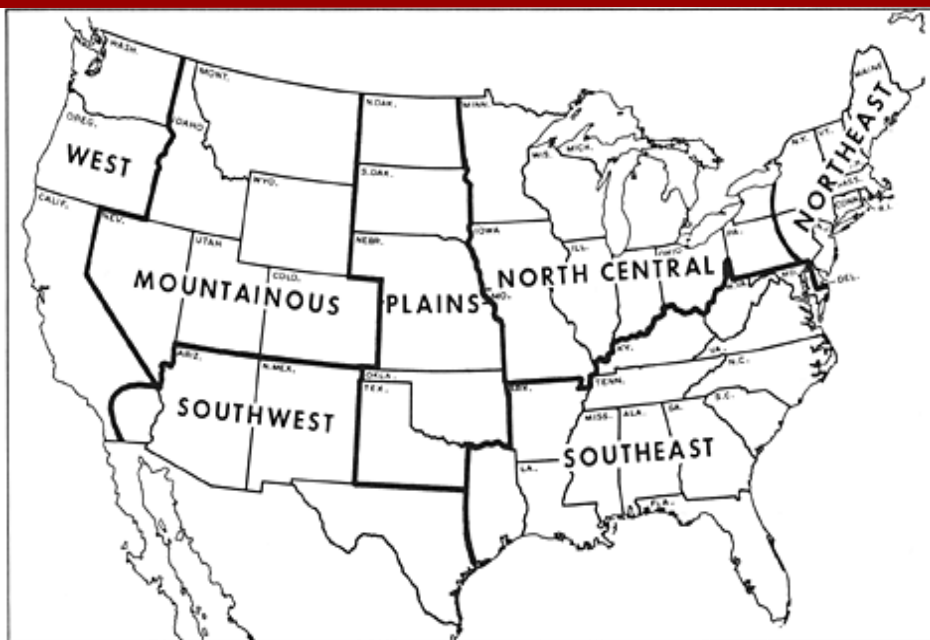 WASH.
MONT.
N.DAK.
MINN.
MAINE
OREG.
IDAHO
WIS.
MICH.
N.Y.
VT.
NORTHEAST
WEST
S.DAK.
WYO.
MASS.
CONN.
R.I.
CALIF.
NEV.
UTAH
NEBR.
IOWA
ILL.
OHIO
PA.
N.J.
MOUNTAINOUS
COLO.
PLAINS
NORTH CENTRAL
MO.
DEL.
KY.
VA.
ARIZ.
N.MEX.
OKLA.
TEX.
ARK.
TENN.
N.C.
SOUTHWEST
MISS.
ALA.
GA.
S.C.
SOUTHEAST
LA.
FLA.